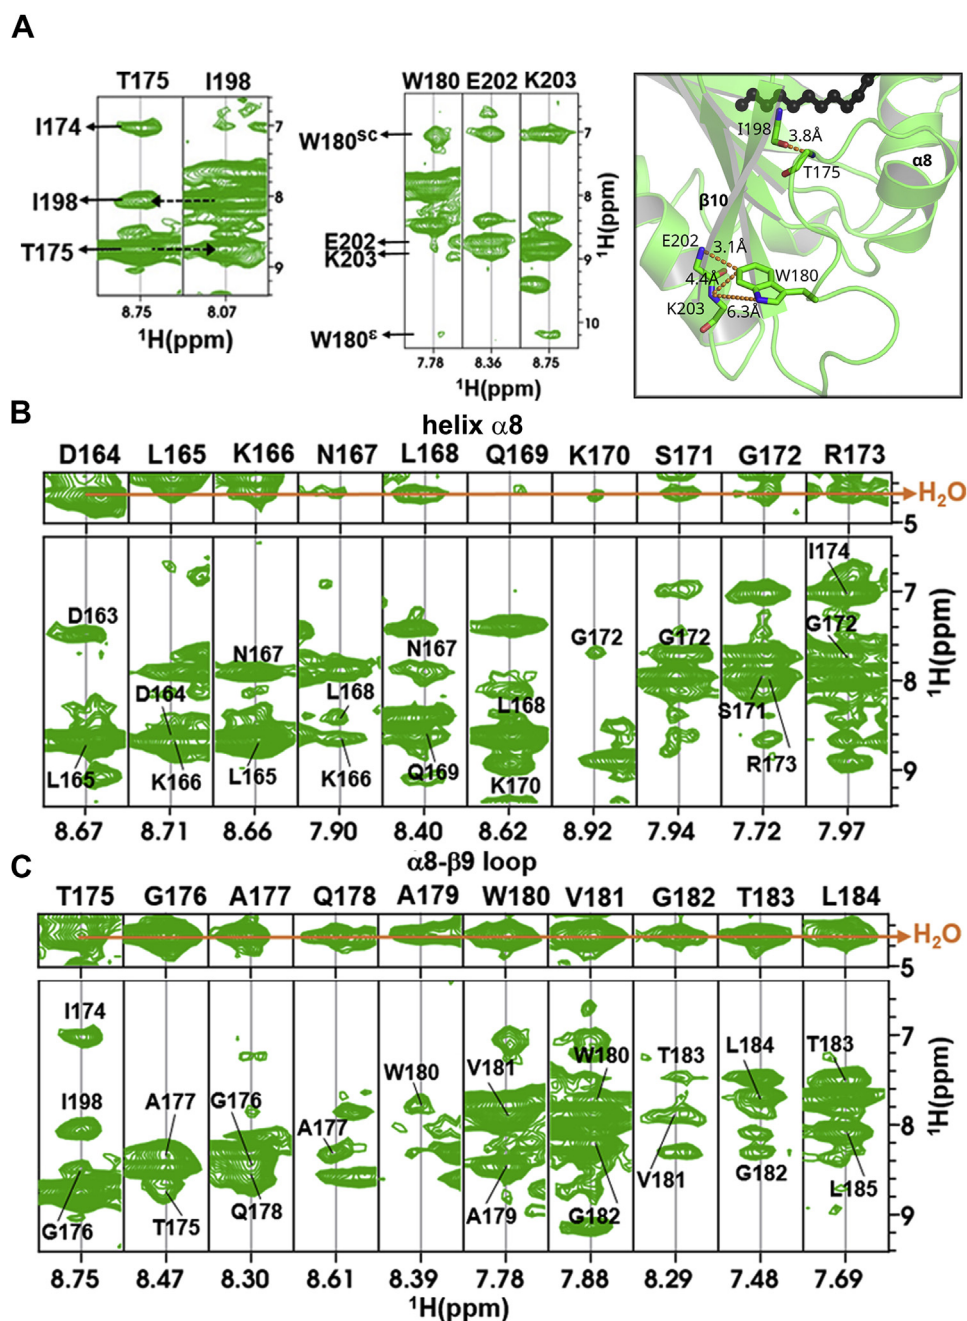 A
T175 I198
I174
I198
T175
7
8
9
8.75 8.07
¹H(ppm)
W180 E202 K203
W180ˢᶜ
E202
K203
W180ᵋ
7
8
9
10
¹H(ppm)
7.78 8.36 8.75
¹H(ppm)
I198 3.8Å
T175
α8
β10
E202 3.1Å
4.4Å W180
K203 6.3Å
B
helix α8
D164 L165 K166 N167 L168 Q169 K170 S171 G172 R173
H₂O
5
I174
7
D163 G172
N167 N167 G172 G172
¹H(ppm)
8
D164 L168 L168 S171
L165 K166 L165 K166 Q169 K170 R173
9
8.67 8.71 8.66 7.90 8.40 8.62 8.92 7.94 7.72 7.97
α8-β9 loop
C
T175 G176 A177 Q178 A179 W180 V181 G182 T183 L184
H₂O
5
I174
7
W180 V181 W180 T183 L184 T183
I198 A177 G176 A177
¹H(ppm)
8
V181 G182 L185
G176 T175 Q178 A179 G182
9
8.75 8.47 8.30 8.61 8.39 7.78 7.88 8.29 7.48 7.69
¹H(ppm)